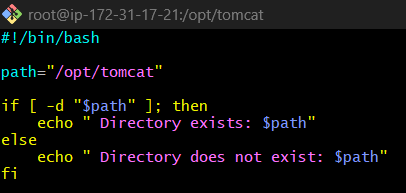 root@ip-172-31-17-21:/opt/tomcat
#!/bin/bash
path="/opt/tomcat"
if [ -d "$path" ]; then
    echo " Directory exists: $path"
else
    echo " Directory does not exist: $path"
fi